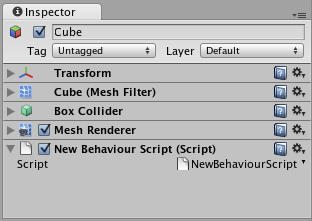 Inspector
Cube
Tag Untagged Layer Default
Transform
Cube (Mesh Filter)
Box Collider
Mesh Renderer
New Behaviour Script (Script)
Script NewBehaviourScript